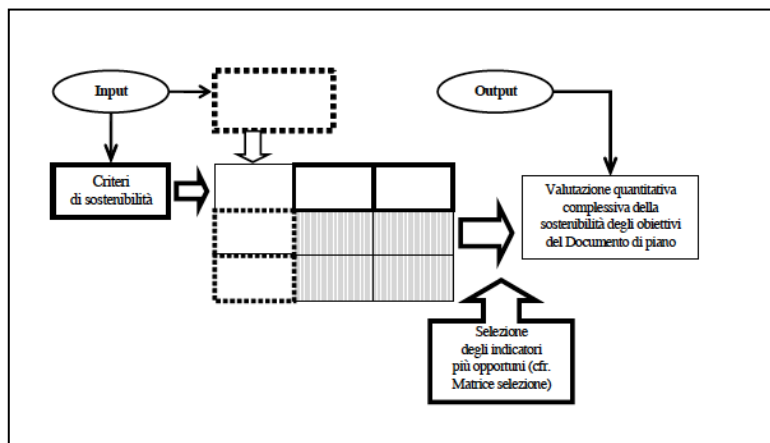 Input
Output
Criteri
di sostenibilità
Valutazione quantitativa
complessiva della
sostenibilità degli obiettivi
del Documento di piano
Selezione
degli indicatori
più opportuni (cfr.
Matrice selezione)